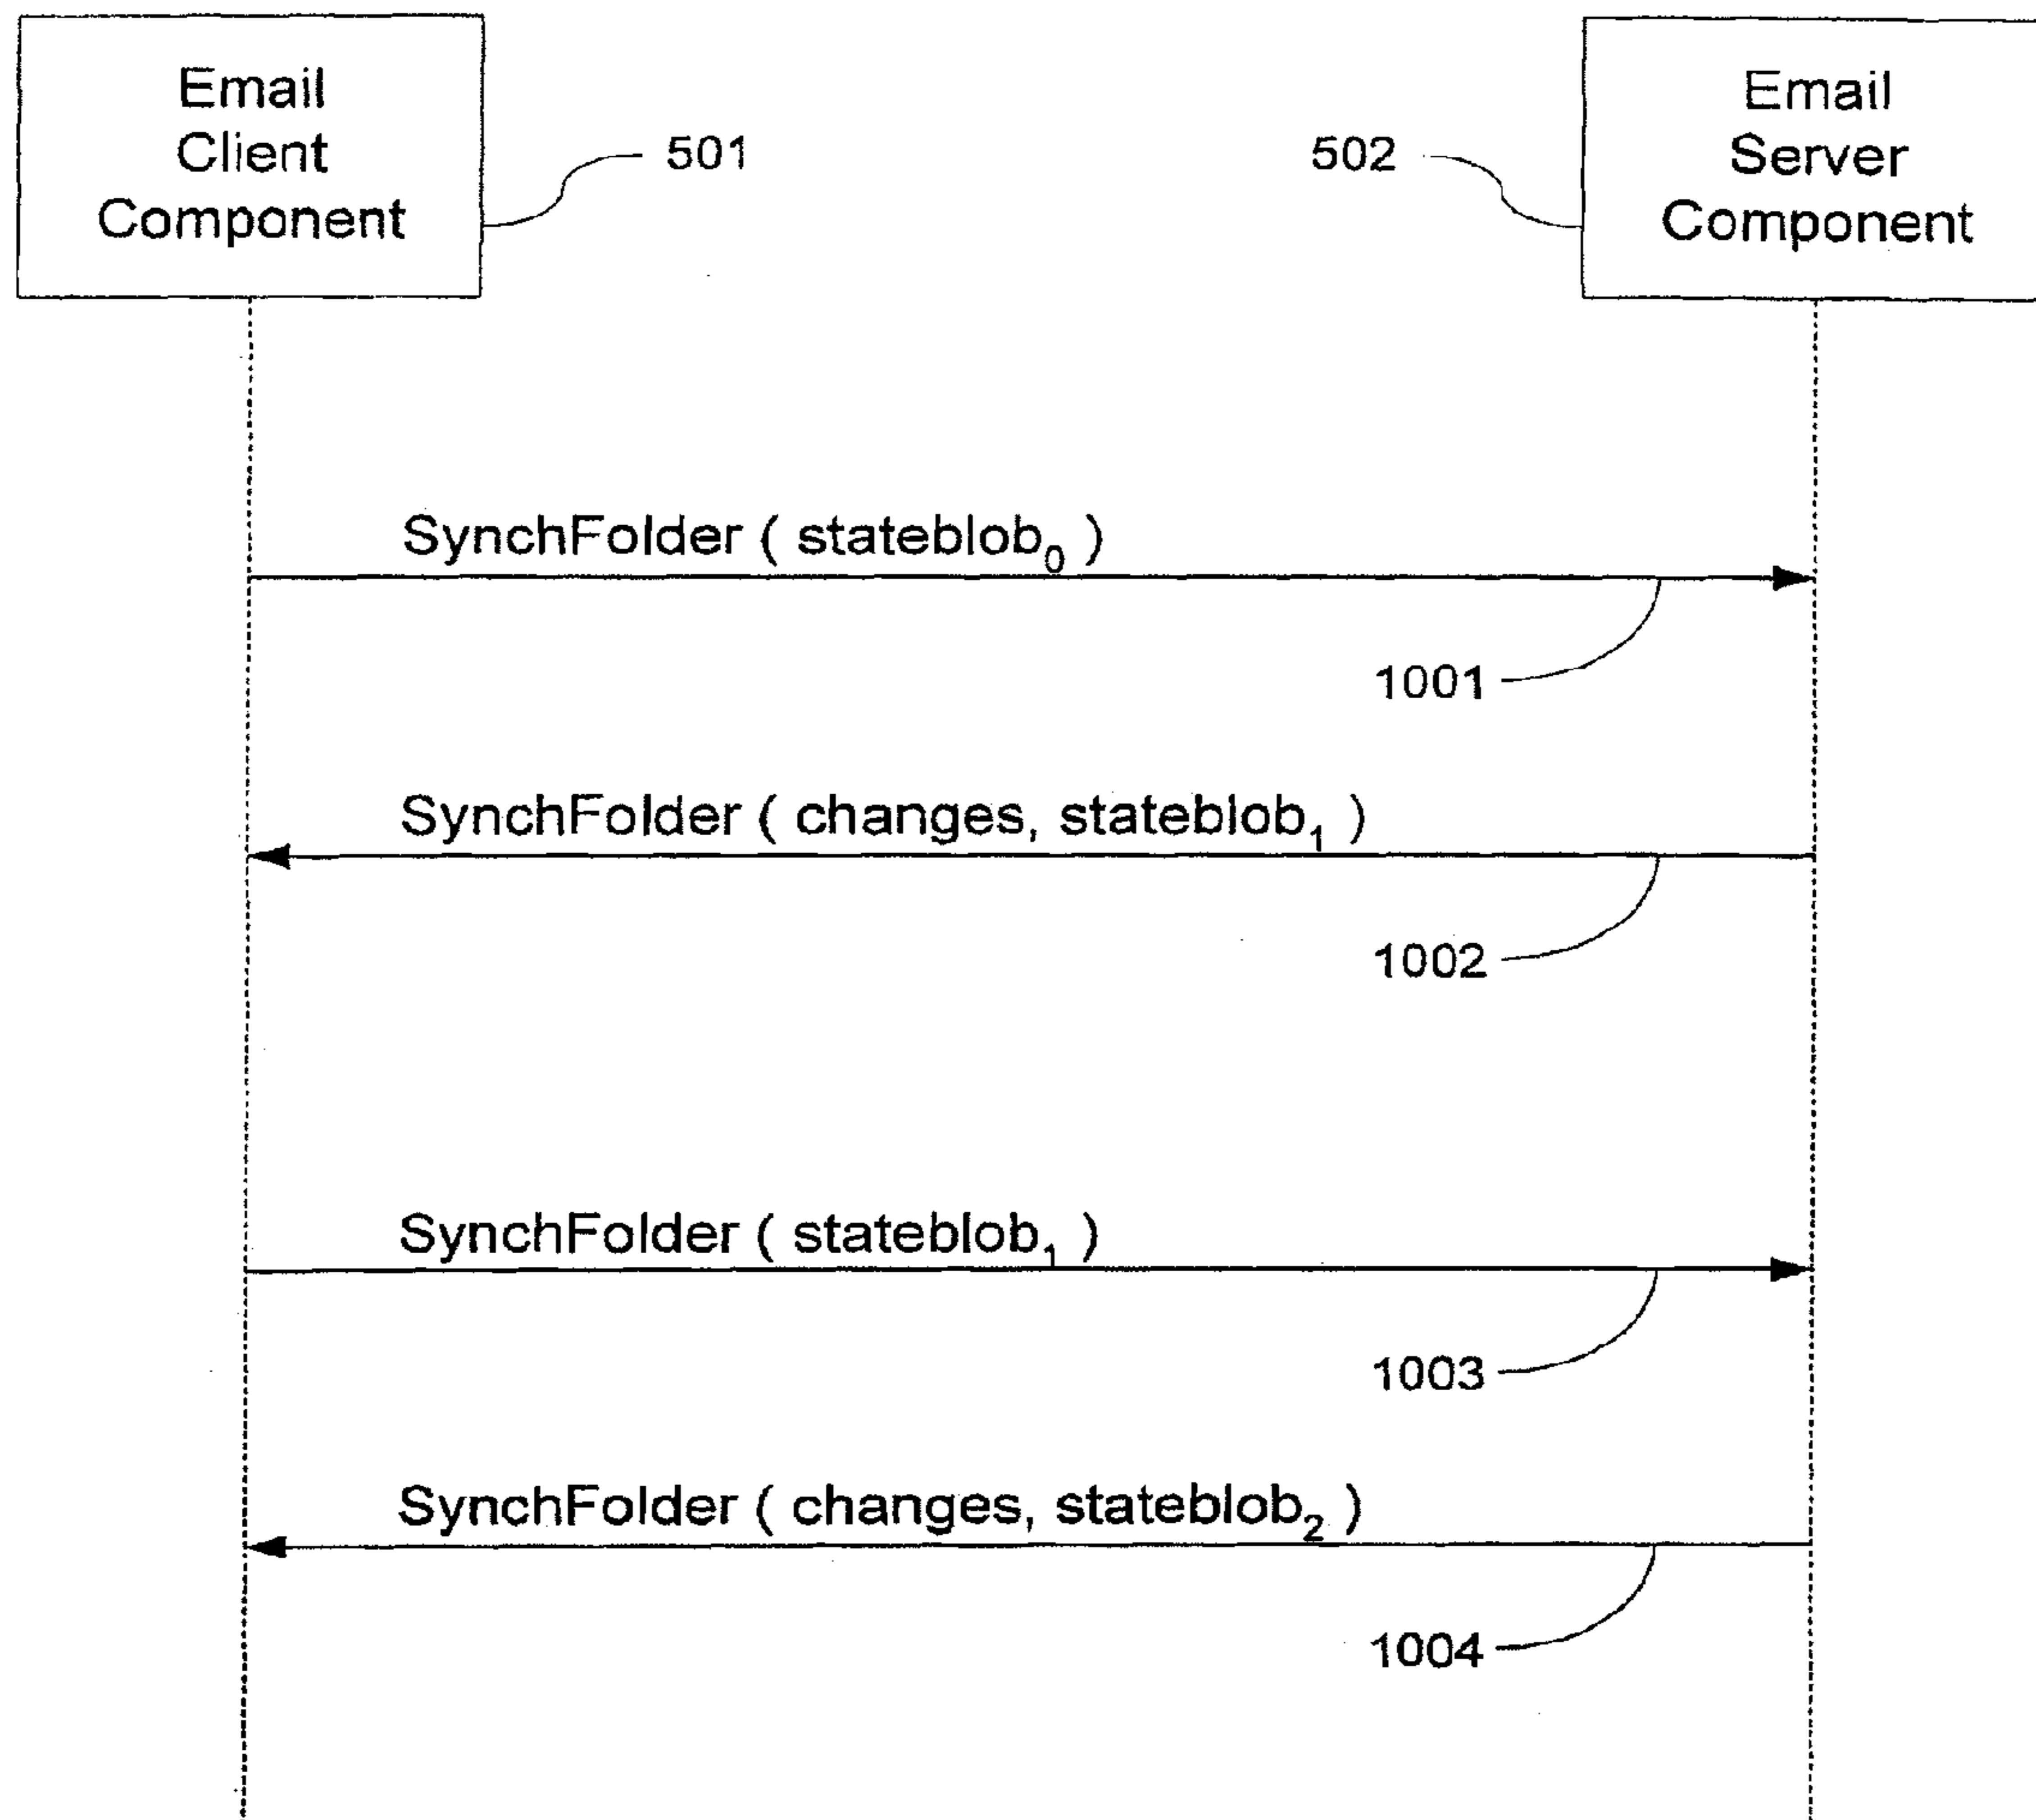 Email
Client
Component
501
502
Email
Server
Component
SynchFolder ( stateblob₀ )
1001
SynchFolder ( changes, stateblob₁ )
1002
SynchFolder ( stateblob₁ )
1003
SynchFolder ( changes, stateblob₂ )
1004